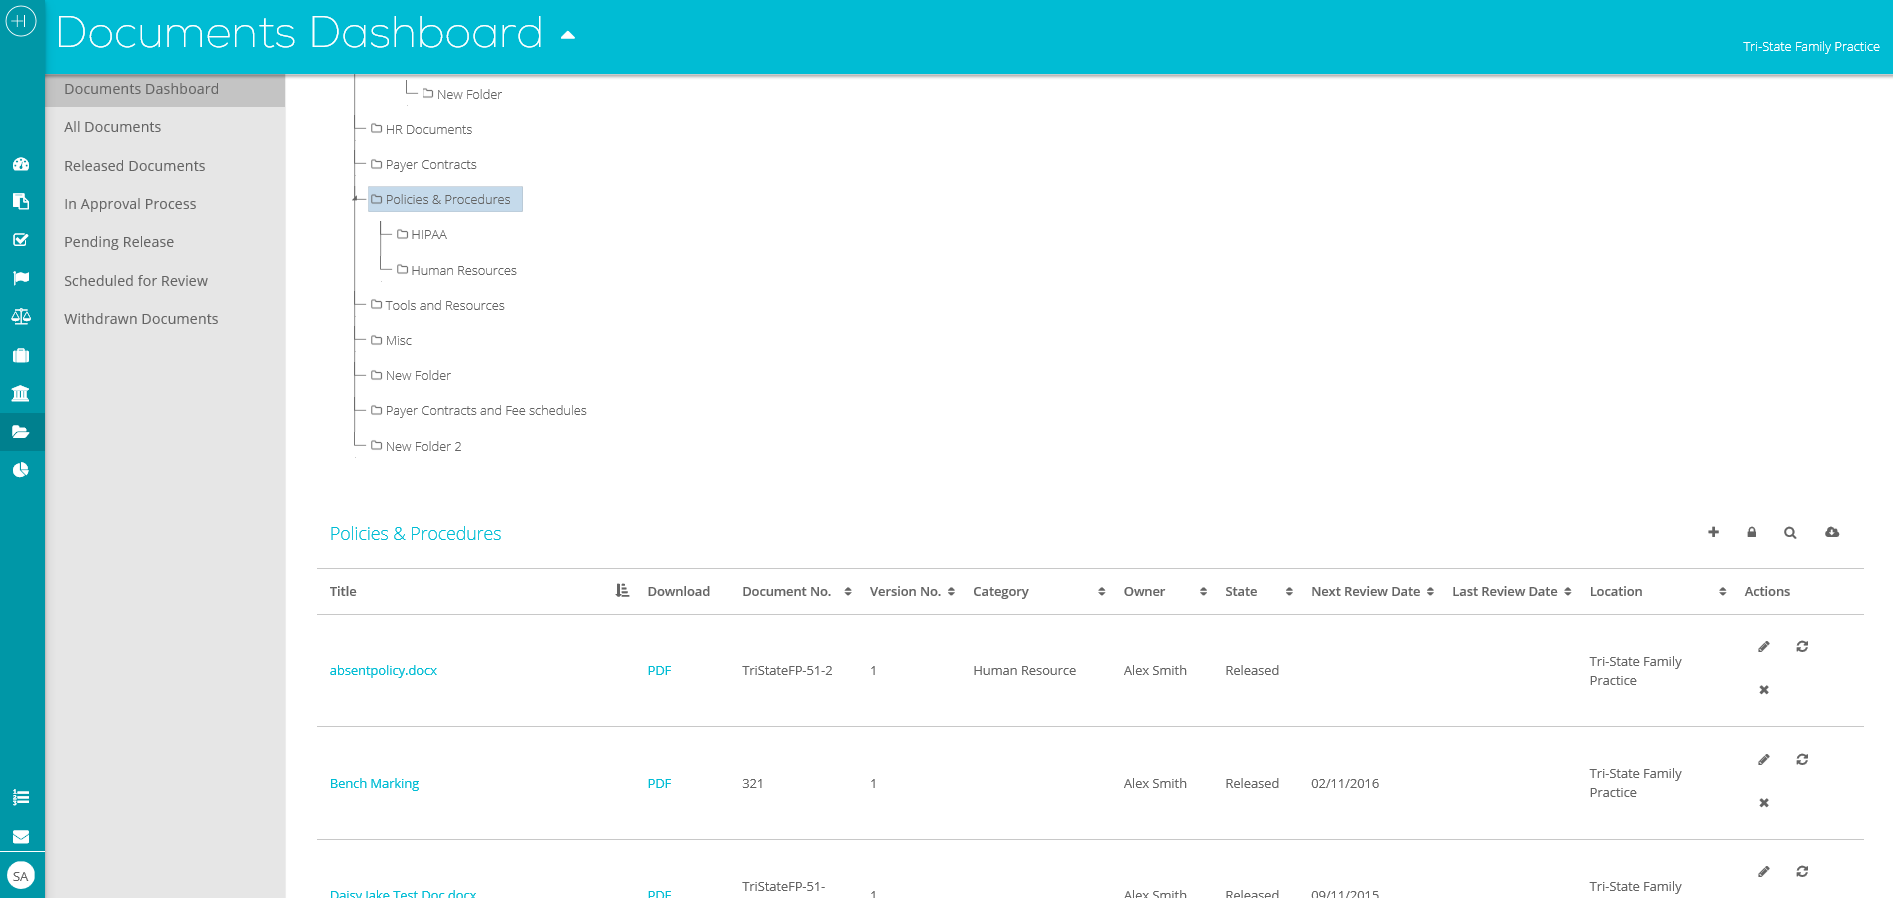 Documents Dashboard
Tri-State Family Practice
Documents Dashboard
All Documents
Released Documents
In Approval Process
Pending Release
Scheduled for Review
Withdrawn Documents
New Folder
HR Documents
Payer Contracts
Policies & Procedures
HIPAA
Human Resources
Tools and Resources
Misc
New Folder
Payer Contracts and Fee schedules
New Folder 2
Policies & Procedures
Title Download Document No. Version No. Category Owner State Next Review Date Last Review Date Location Actions
absentpolicy.docx PDF TriStateFP-51-2 1 Human Resource Alex Smith Released Tri-State Family
Practice
Bench Marking PDF 321 1 Alex Smith Released 02/11/2016 Tri-State Family
Practice
Daisy Jake Test Doc.docx PDF TriStateFP-51- 1 Alex Smith Released 09/11/2015 Tri-State Family
SA